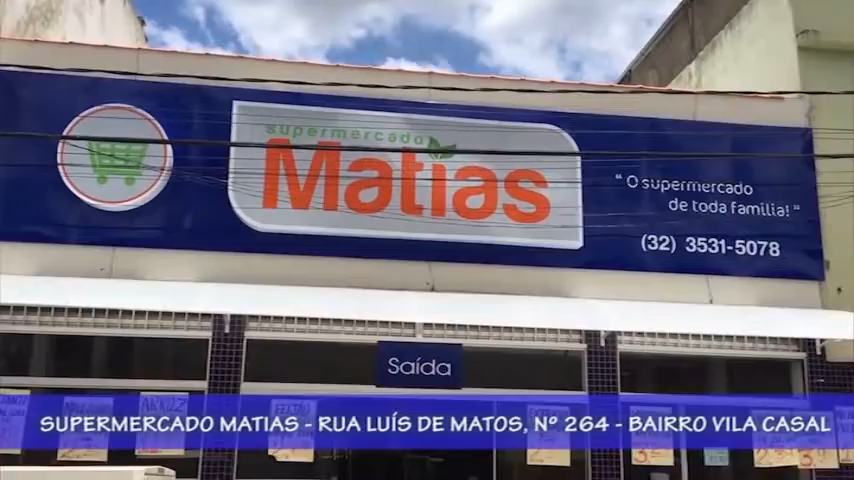 supermercado
Matias
“O supermercado
de toda família!”
(32) 3531-5078
Saída
SUPERMERCADO MATIAS - RUA LUÍS DE MATOS, Nº 264 - BAIRRO VILA CASAL
ARROZ